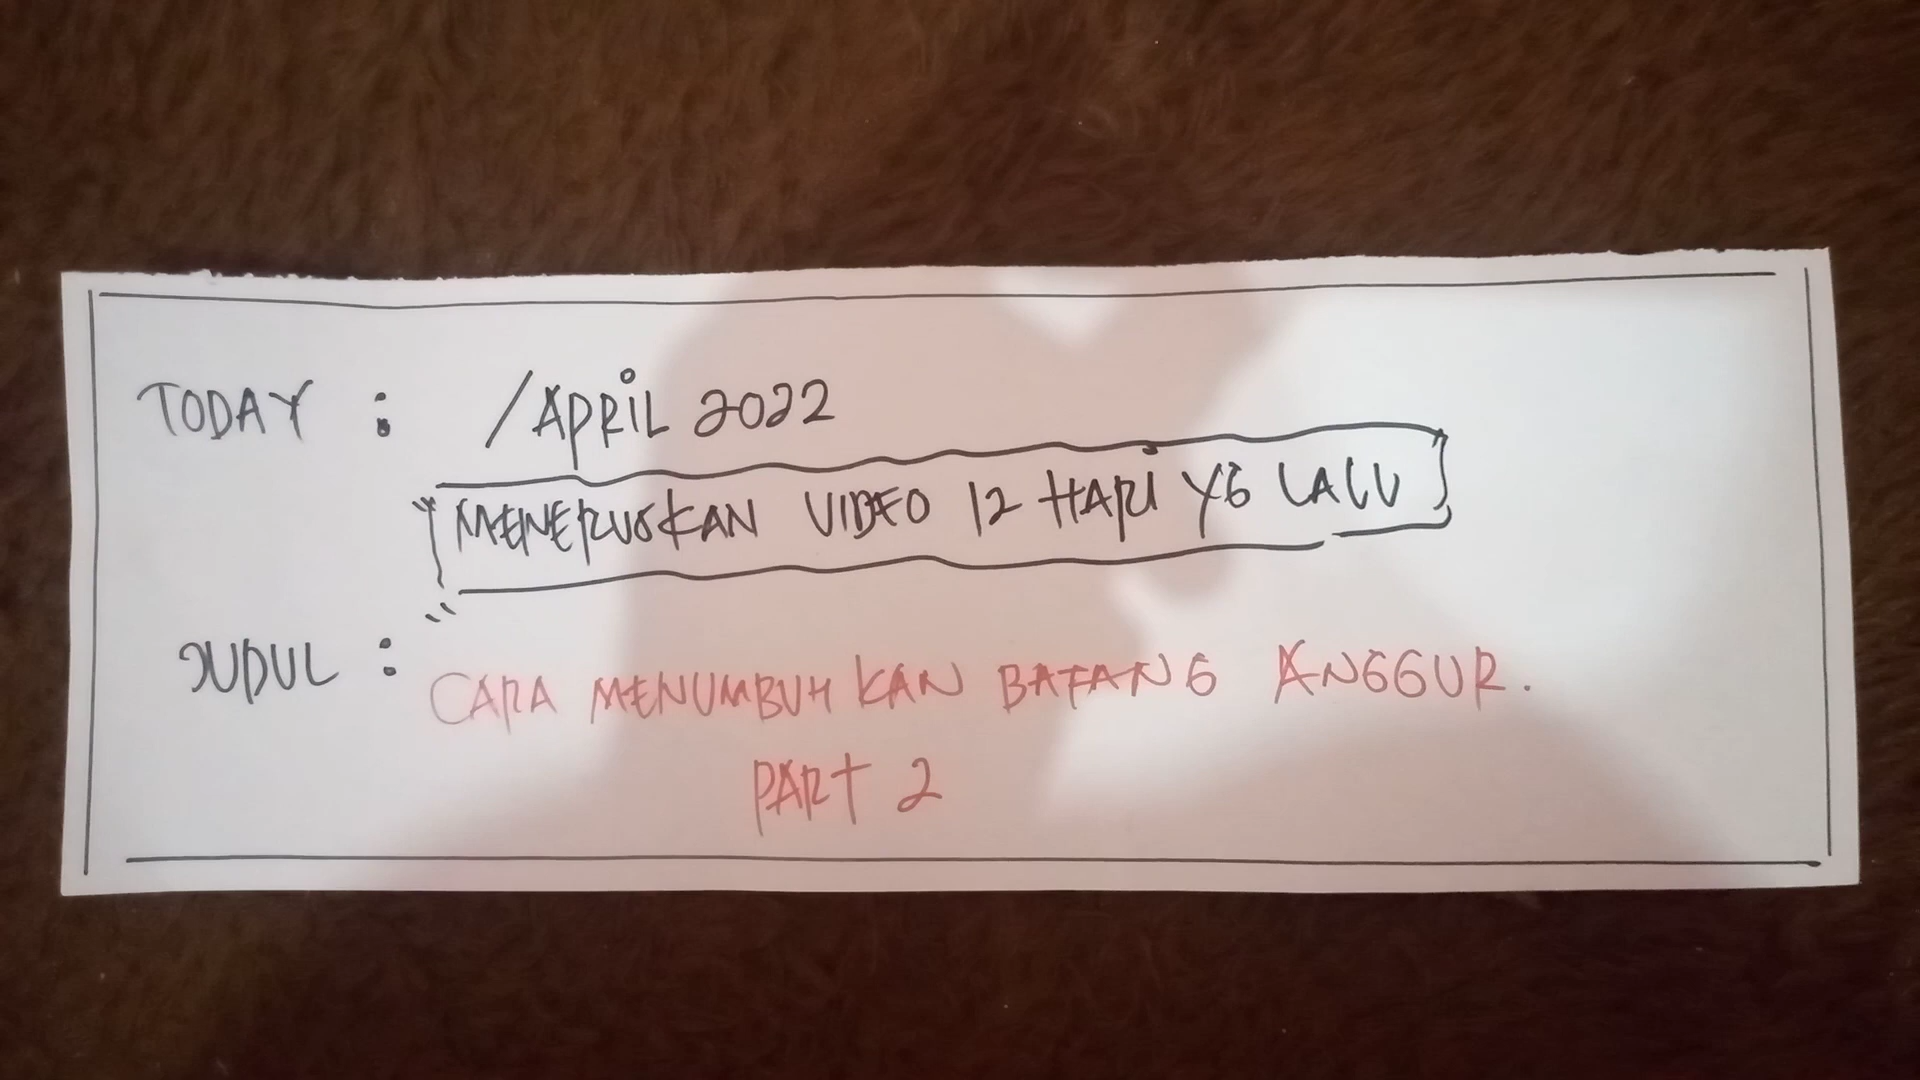 TODAY : /APRIL 2022
MENERUSKAN VIDEO 12 HARI YG LALU
JUDUL : CARA MENUMBUHKAN BATANG ANGGUR.
PART 2